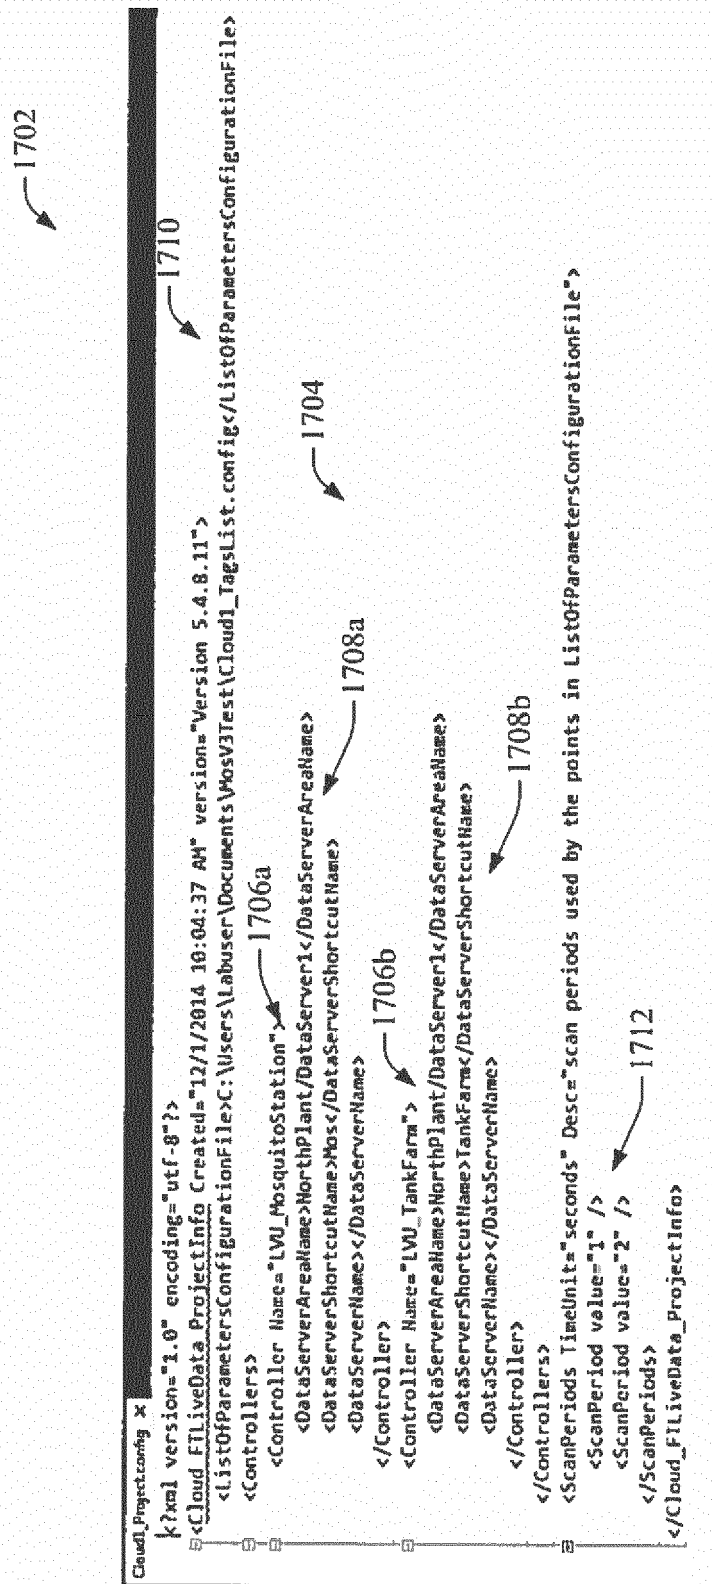 1702
Cloud1_Project.config ×
<?xml version="1.0" encoding="utf-8"?>
<Cloud_FTLiveData_ProjectInfo Created="12/1/2014 10:04:37 AM" version="Version 5.4.8.11">
1710
<ListOfParametersConfigurationFile>C:\Users\Labuser\Documents\MosV3Test\Cloud1_TagsList.config</ListOfParametersConfigurationFile>
<Controllers>
<Controller Name="LVU_MosquitoStation">
1706a
<DataServerAreaName>NorthPlant/DataServer1</DataServerAreaName>
1704
<DataServerShortcutName>Mos</DataServerShortcutName>
1708a
<DataServerName></DataServerName>
</Controller>
1706b
<Controller Name="LVU_TankFarm">
<DataServerAreaName>NorthPlant/DataServer1</DataServerAreaName>
<DataServerShortcutName>TankFarm</DataServerShortcutName>
<DataServerName></DataServerName>
1708b
</Controller>
</Controllers>
<ScanPeriods TimeUnit="seconds" Desc="scan periods used by the points in ListOfParametersConfigurationFile">
<ScanPeriod value="1" />
<ScanPeriod value="2" />
1712
</ScanPeriods>
</Cloud_FTLiveData_ProjectInfo>